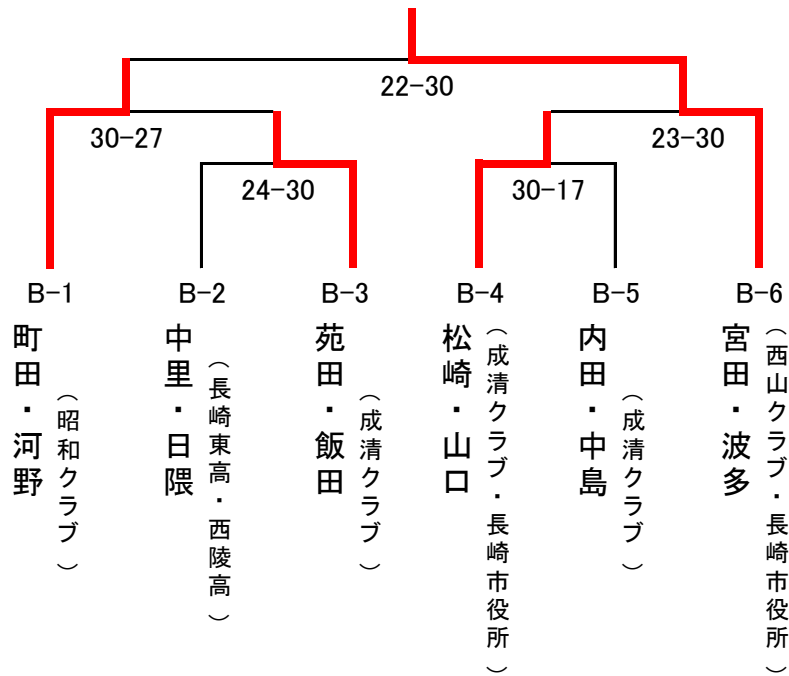 22-30
30-27
23-30
24-30
30-17
B-1
B-2
B-3
B-4
B-5
B-6
町田・河野
(昭和クラブ)
中里・日隈
(長崎東高・西陵高)
苑田・飯田
(成清クラブ)
松崎・山口
(成清クラブ・長崎市役所)
内田・中島
(成清クラブ)
宮田・波多
(西山クラブ・長崎市役所)